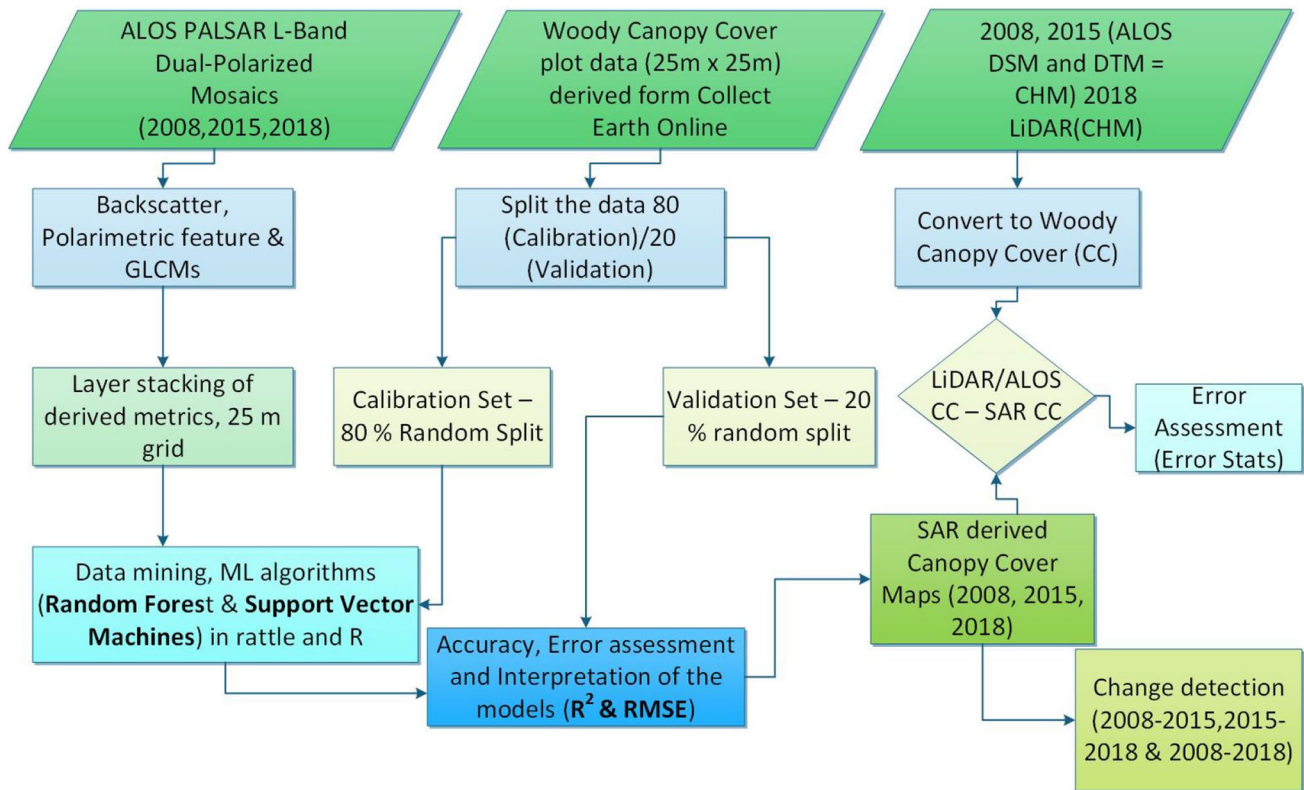 ALOS PALSAR L-Band
Dual-Polarized
Mosaics
(2008,2015,2018)
Woody Canopy Cover
plot data (25m x 25m)
derived form Collect
Earth Online
2008, 2015 (ALOS
DSM and DTM =
CHM) 2018
LiDAR(CHM)
Backscatter,
Polarimetric feature &
GLCMs
Split the data 80
(Calibration)/20
(Validation)
Convert to Woody
Canopy Cover (CC)
Layer stacking of
derived metrics, 25 m
grid
Calibration Set –
80 % Random Split
Validation Set – 20
% random split
LiDAR/ALOS
CC – SAR CC
Error
Assessment
(Error Stats)
Data mining, ML algorithms
(Random Forest & Support Vector
Machines) in rattle and R
Accuracy, Error assessment
and Interpretation of the
models (R² & RMSE)
SAR derived
Canopy Cover
Maps (2008, 2015,
2018)
Change detection
(2008-2015,2015-
2018 & 2008-2018)